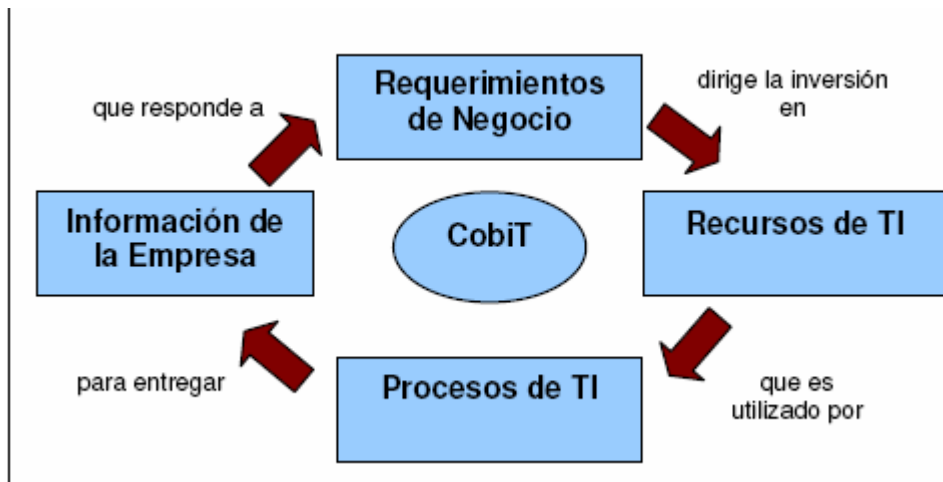 Requerimientos
de Negocio
dirige la inversión
en
que responde a
Información de
la Empresa
CobiT
Recursos de TI
para entregar
Procesos de TI
que es
utilizado por